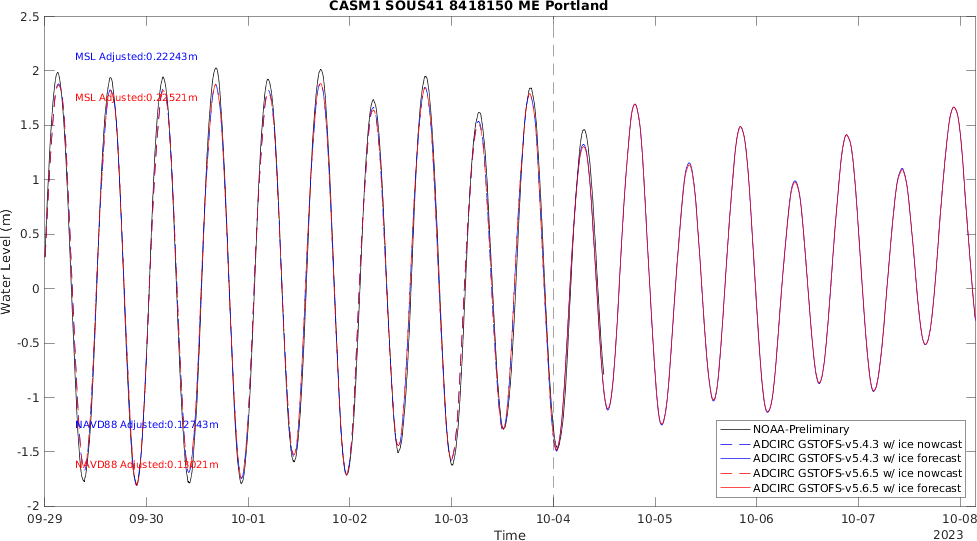 CASM1 SOUS41 8418150 ME Portland
2.5
2
1.5
1
0.5
0
-0.5
-1
-1.5
-2
Water Level (m)
MSL Adjusted:0.22243m
MSL Adjusted:0.22521m
NAVD88 Adjusted:0.12743m
NAVD88 Adjusted:0.13021m
NOAA-Preliminary
ADCIRC GSTOFS-v5.4.3 w/ ice nowcast
ADCIRC GSTOFS-v5.4.3 w/ ice forecast
ADCIRC GSTOFS-v5.6.5 w/ ice nowcast
ADCIRC GSTOFS-v5.6.5 w/ ice forecast
09-29 09-30 10-01 10-02 10-03 10-04 10-05 10-06 10-07 10-08
Time
2023